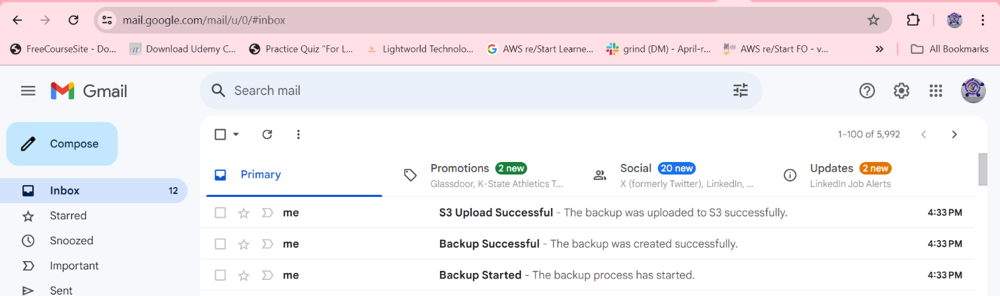 mail.google.com/mail/u/0/#inbox
FreeCourseSite - Do... Download Udemy C... Practice Quiz "For L... Lightworld Technolo... AWS re/Start Learne... grind (DM) - April-r... AWS re/Start FO - v... » All Bookmarks
Gmail Search mail
Compose
1–100 of 5,992
Primary
Promotions 2 new
Glassdoor, K-State Athletics T...
Social 20 new
X (formerly Twitter), LinkedIn, ...
Updates 2 new
LinkedIn Job Alerts
Inbox 12
Starred
Snoozed
Important
Sent
me S3 Upload Successful - The backup was uploaded to S3 successfully. 4:33 PM
me Backup Successful - The backup was created successfully. 4:33 PM
me Backup Started - The backup process has started. 4:33 PM